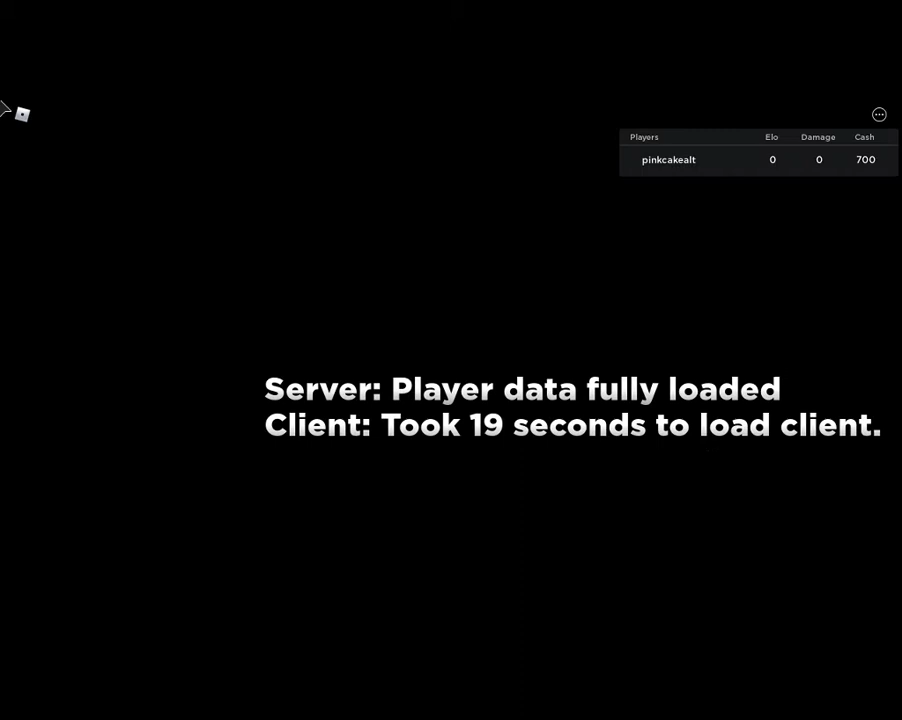 Players Elo Damage Cash
pinkcakealt 0 0 700
Server: Player data fully loaded
Client: Took 19 seconds to load client.